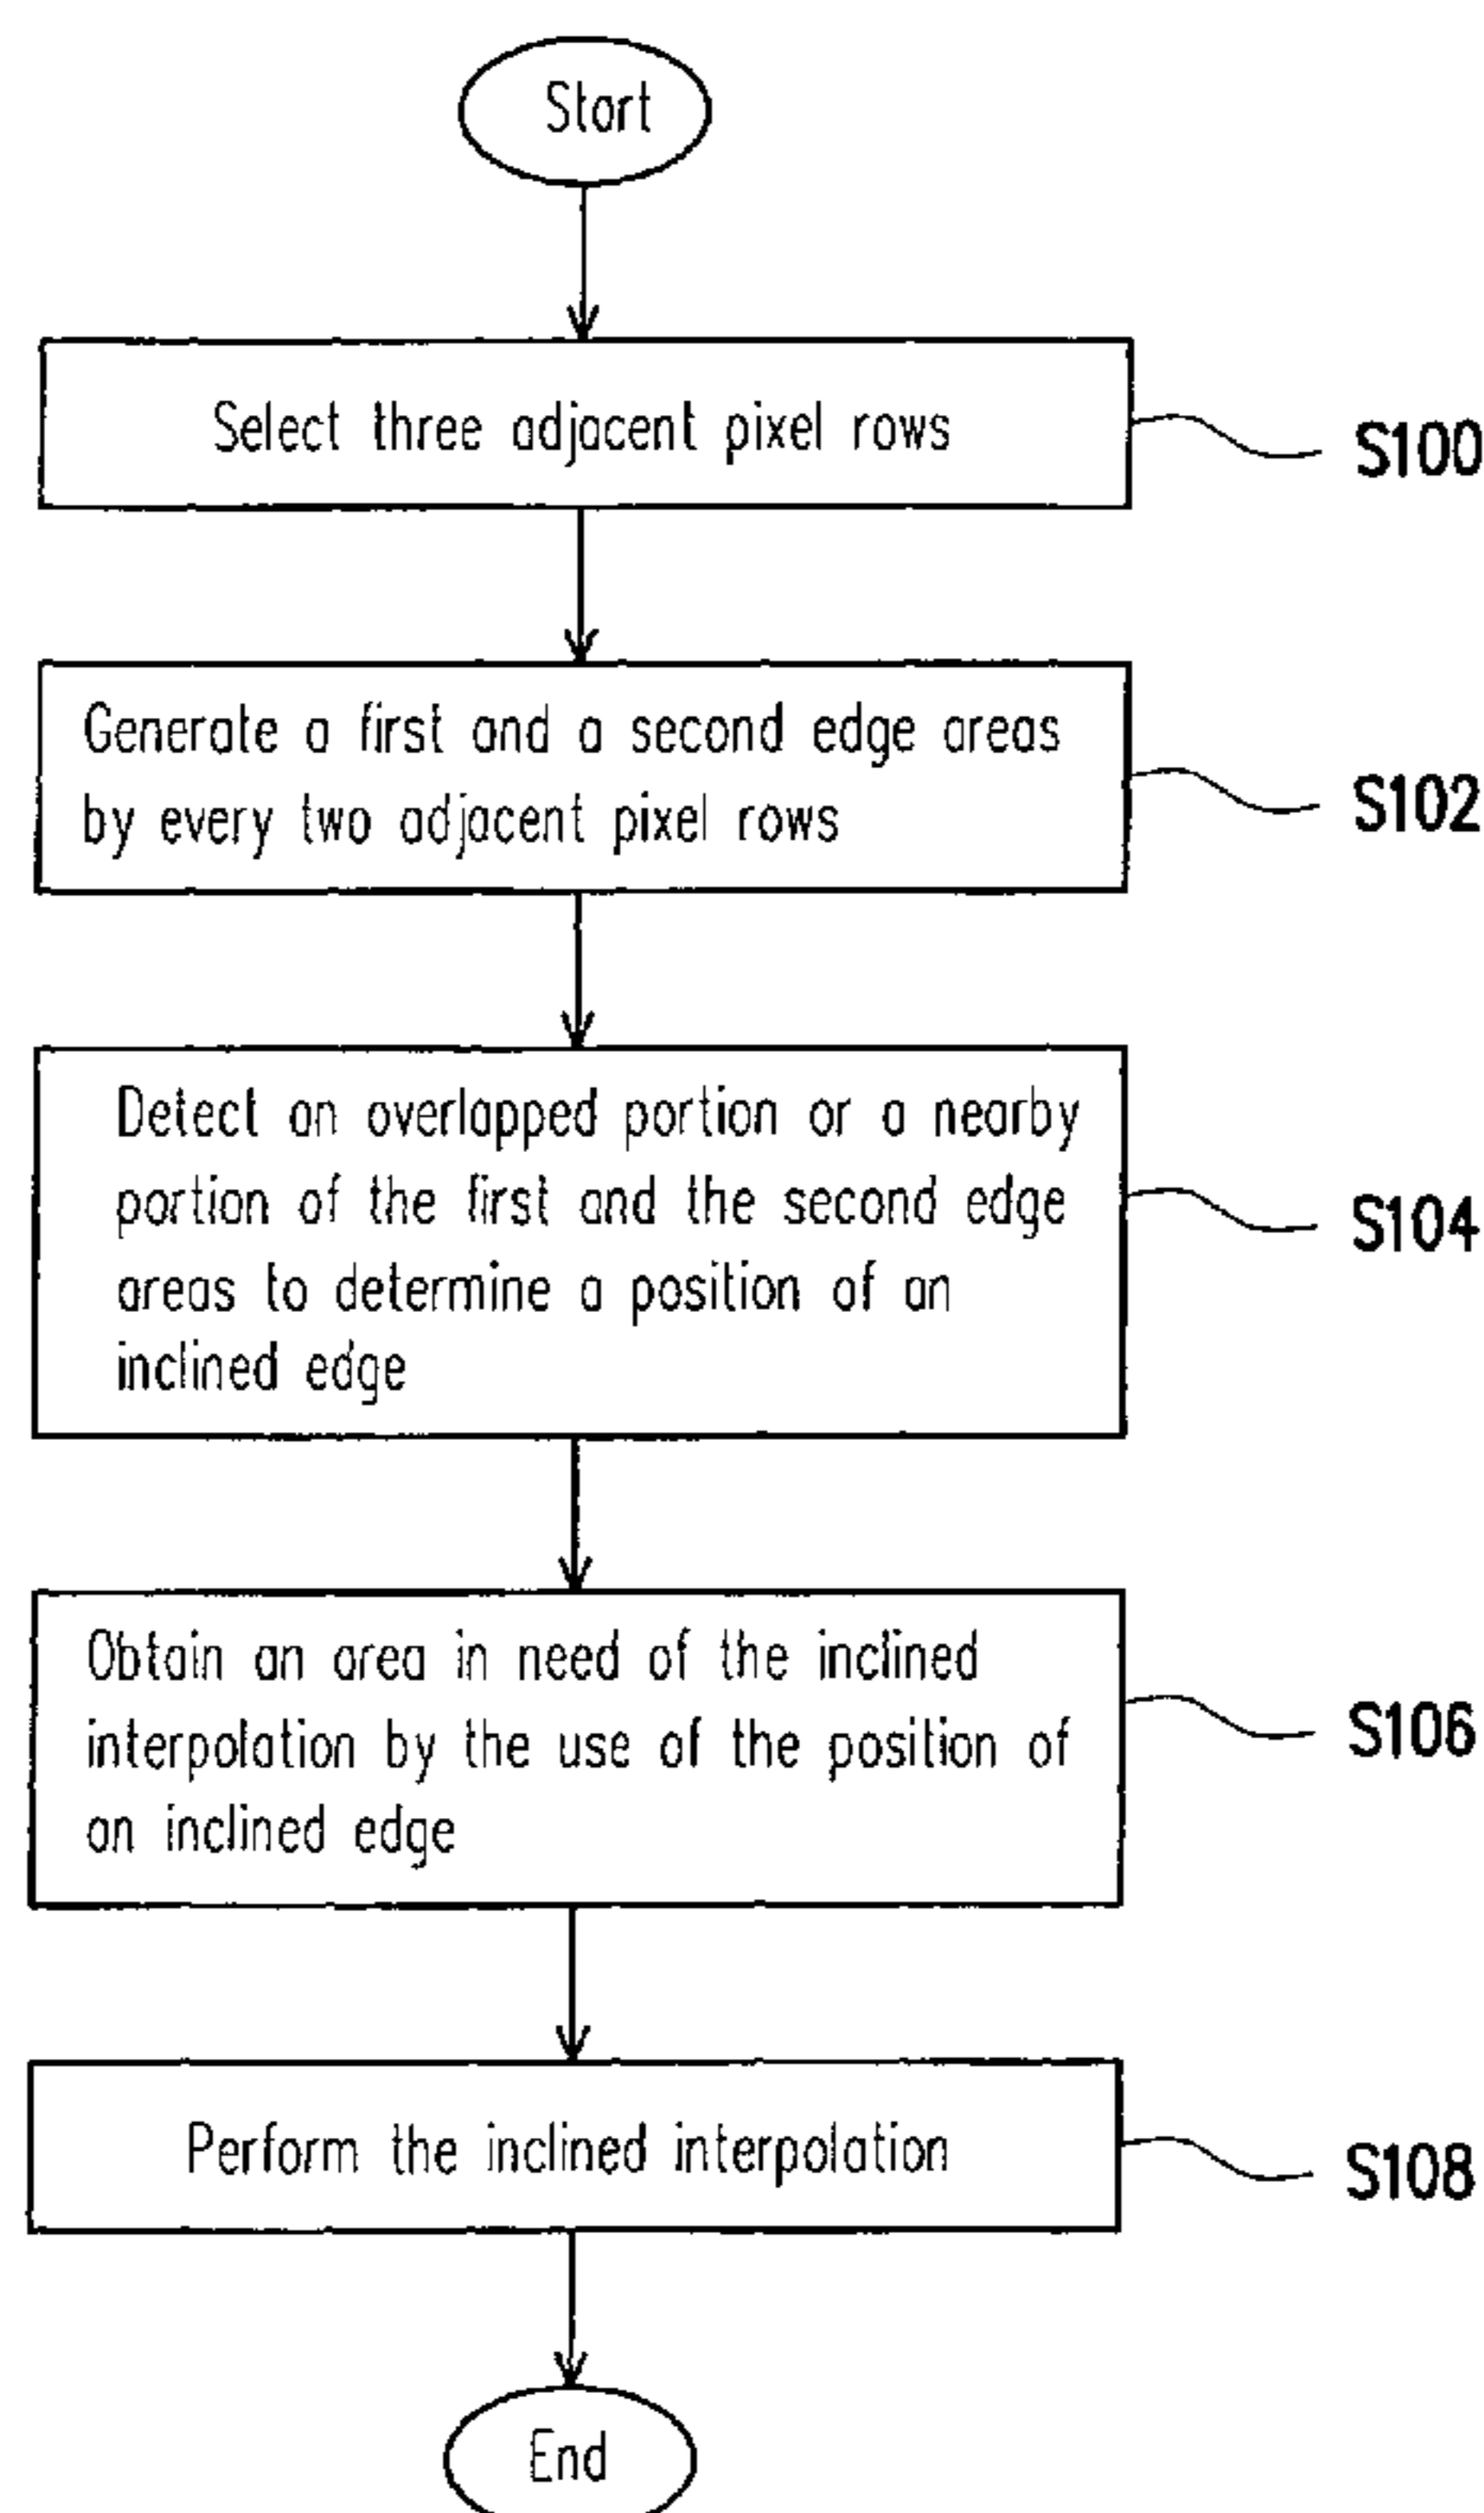 Start
Select three adjacent pixel rows
S100
Generate a first and a second edge areas
by every two adjacent pixel rows
S102
Detect an overlapped portion or a nearby
portion of the first and the second edge
areas to determine a position of an
inclined edge
S104
Obtain an area in need of the inclined
interpolation by the use of the position of
an inclined edge
S106
Perform the inclined interpolation
S108
End